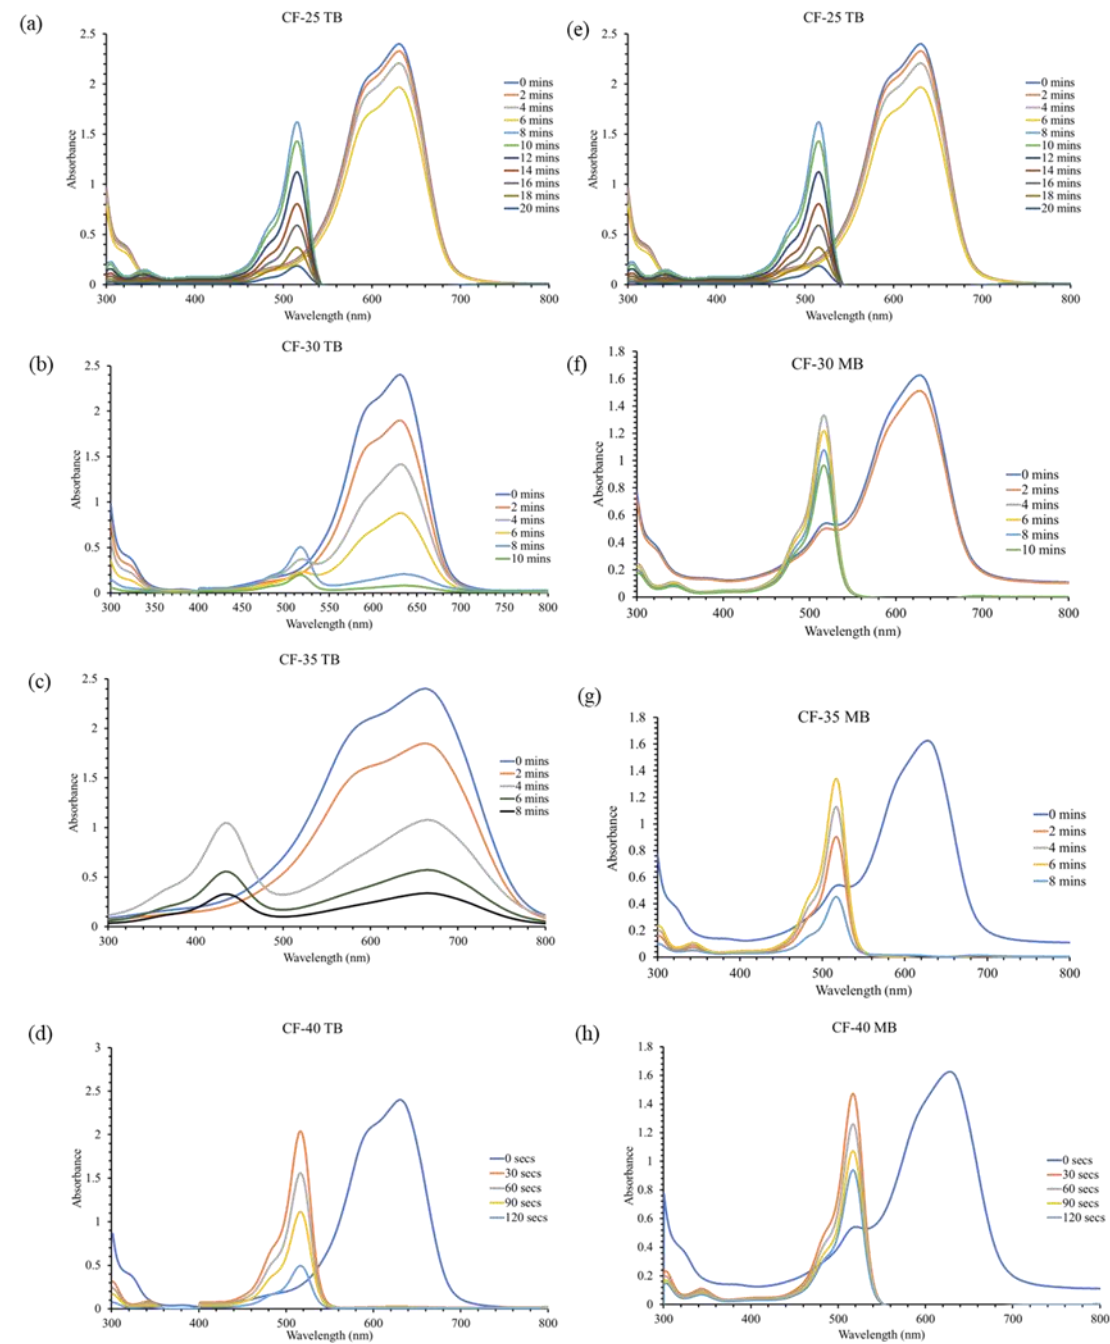 (a)
CF-25 TB
Absorbance
2.5
2
1.5
1
0.5
0
300 400 500 600 700 800
Wavelength (nm)
0 mins
2 mins
4 mins
6 mins
8 mins
10 mins
12 mins
14 mins
16 mins
18 mins
20 mins
(e)
CF-25 TB
Absorbance
2.5
2
1.5
1
0.5
0
300 400 500 600 700 800
Wavelength (nm)
0 mins
2 mins
4 mins
6 mins
8 mins
10 mins
12 mins
14 mins
16 mins
18 mins
20 mins
(b)
CF-30 TB
Absorbance
2.5
2
1.5
1
0.5
0
300 350 400 450 500 550 600 650 700 750 800
Wavelength (nm)
0 mins
2 mins
4 mins
6 mins
8 mins
10 mins
(f)
CF-30 MB
Absorbance
1.8
1.6
1.4
1.2
1
0.8
0.6
0.4
0.2
0
300 400 500 600 700 800
Wavelength (nm)
0 mins
2 mins
4 mins
6 mins
8 mins
10 mins
(c)
CF-35 TB
Absorbance
2.5
2
1.5
1
0.5
0
300 400 500 600 700 800
Wavelength (nm)
0 mins
2 mins
4 mins
6 mins
8 mins
(g)
CF-35 MB
Absorbance
1.8
1.6
1.4
1.2
1
0.8
0.6
0.4
0.2
0
300 400 500 600 700 800
Wavelength (nm)
0 mins
2 mins
4 mins
6 mins
8 mins
(d)
CF-40 TB
Absorbance
3
2.5
2
1.5
1
0.5
0
300 400 500 600 700 800
Wavelength (nm)
0 secs
30 secs
60 secs
90 secs
120 secs
(h)
CF-40 MB
Absorbance
1.8
1.6
1.4
1.2
1
0.8
0.6
0.4
0.2
0
300 400 500 600 700 800
Wavelength (nm)
0 secs
30 secs
60 secs
90 secs
120 secs